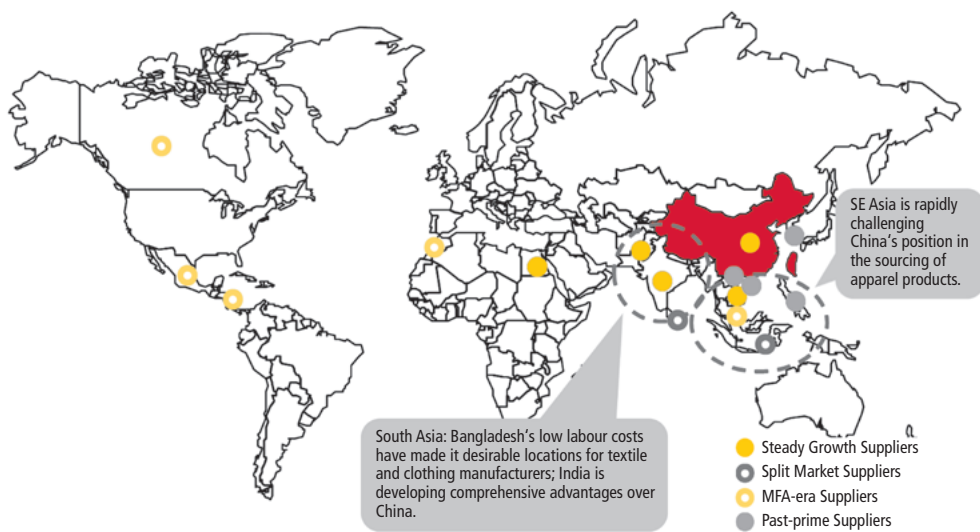 SE Asia is rapidly
challenging
China's position in
the sourcing of
apparel products.
South Asia: Bangladesh's low labour costs
have made it desirable locations for textile
and clothing manufacturers; India is
developing comprehensive advantages over
China.
Steady Growth Suppliers
Split Market Suppliers
MFA-era Suppliers
Past-prime Suppliers